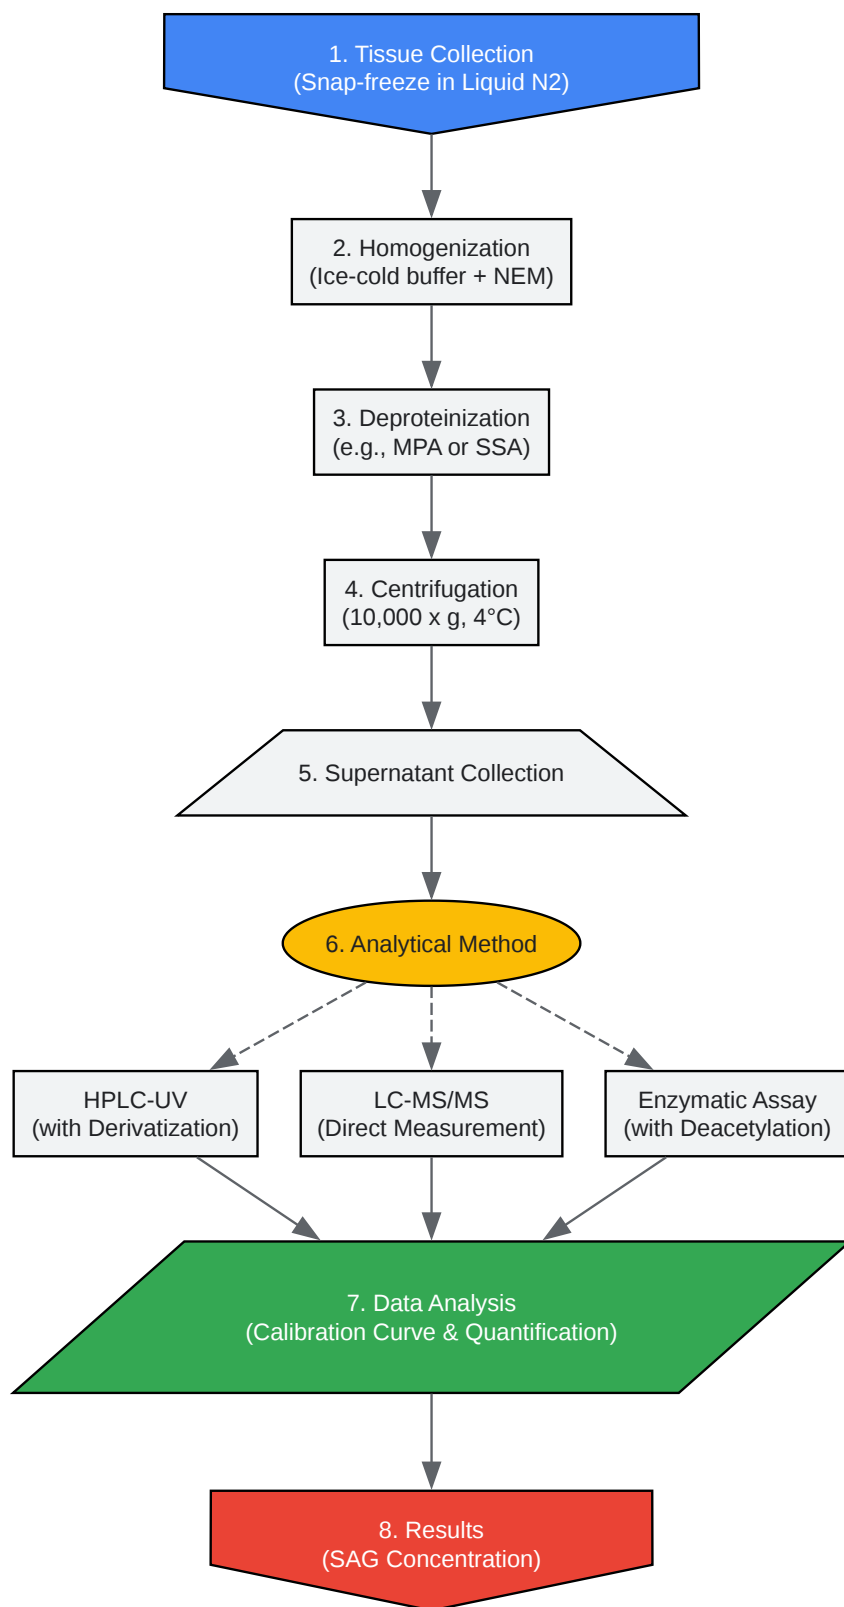 1. Tissue Collection
(Snap-freeze in Liquid N2)
2. Homogenization
(Ice-cold buffer + NEM)
3. Deproteinization
(e.g., MPA or SSA)
4. Centrifugation
(10,000 x g, 4°C)
5. Supernatant Collection
6. Analytical Method
HPLC-UV
(with Derivatization)
LC-MS/MS
(Direct Measurement)
Enzymatic Assay
(with Deacetylation)
7. Data Analysis
(Calibration Curve & Quantification)
8. Results
(SAG Concentration)